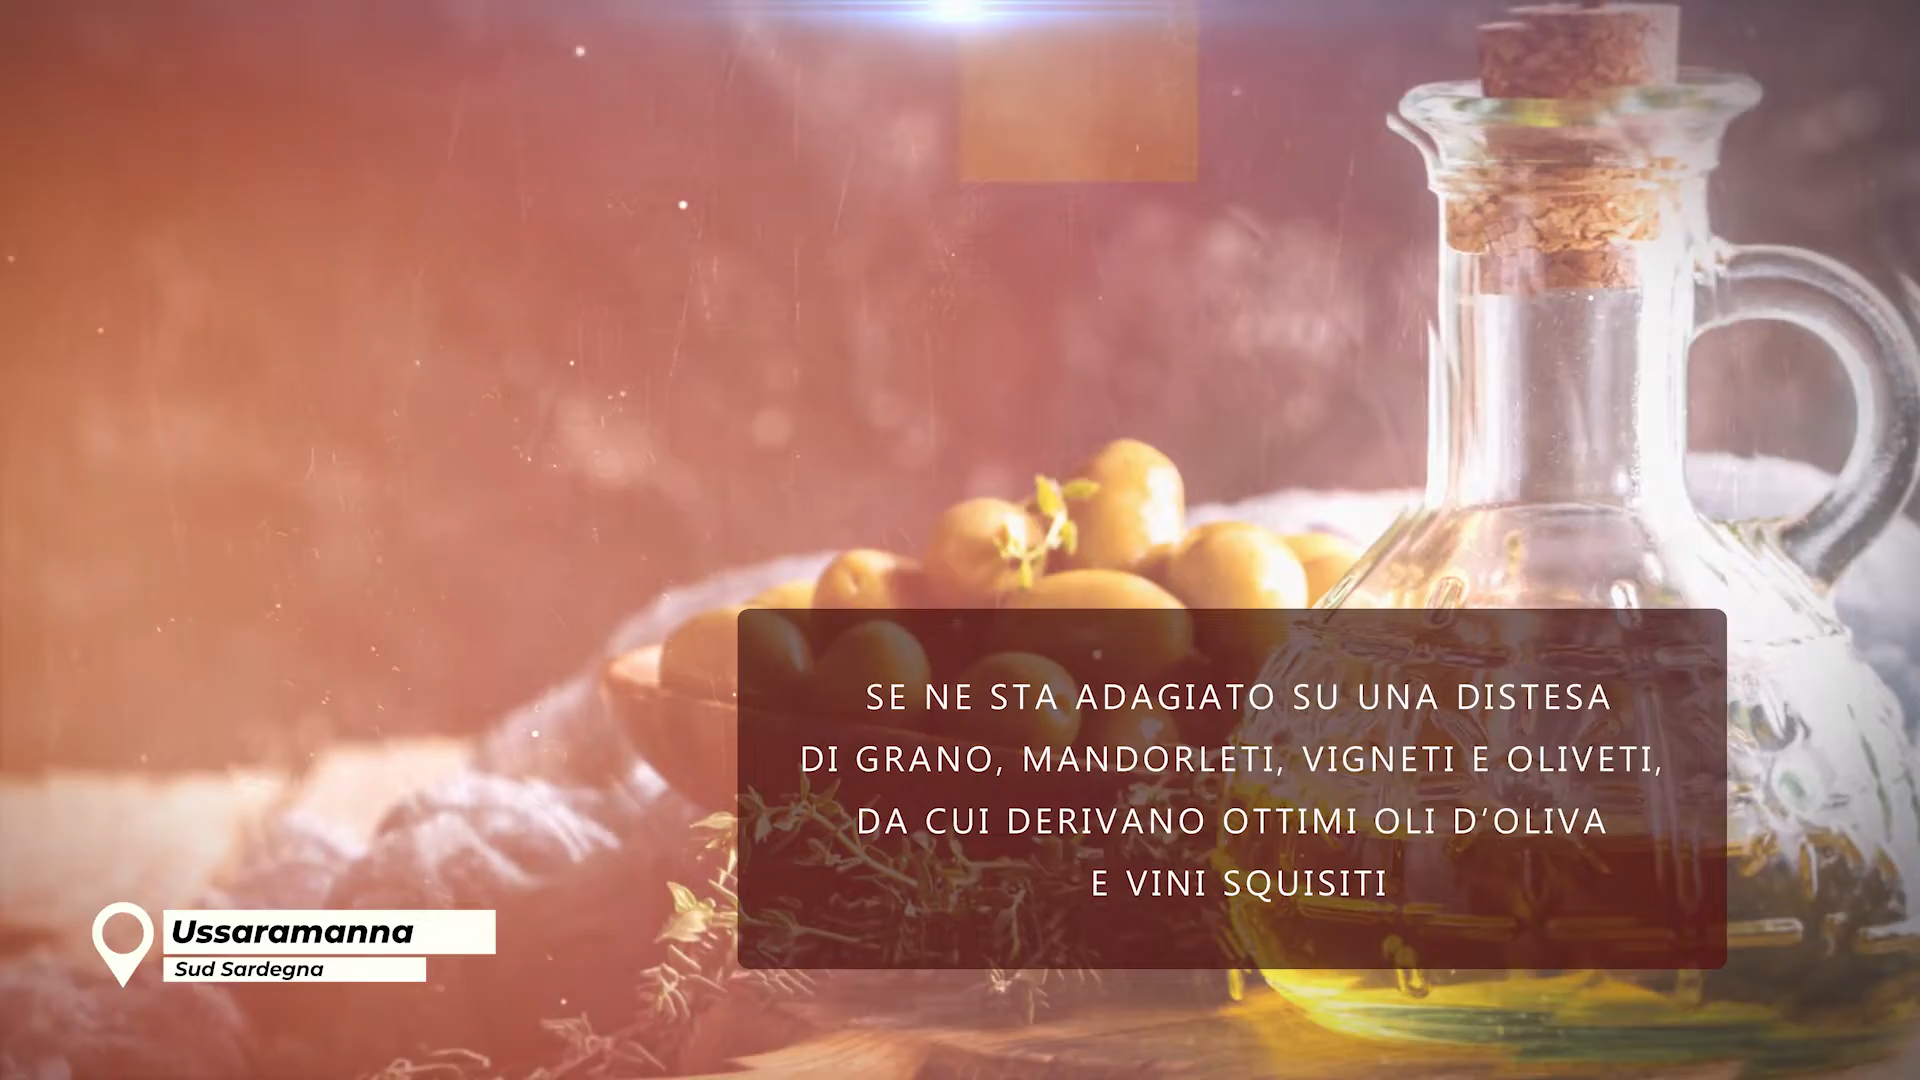 SE NE STA ADAGIATO SU UNA DISTESA
DI GRANO, MANDORLETI, VIGNETI E OLIVETI,
DA CUI DERIVANO OTTIMI OLI D’OLIVA
E VINI SQUISITI
Ussaramanna
Sud Sardegna